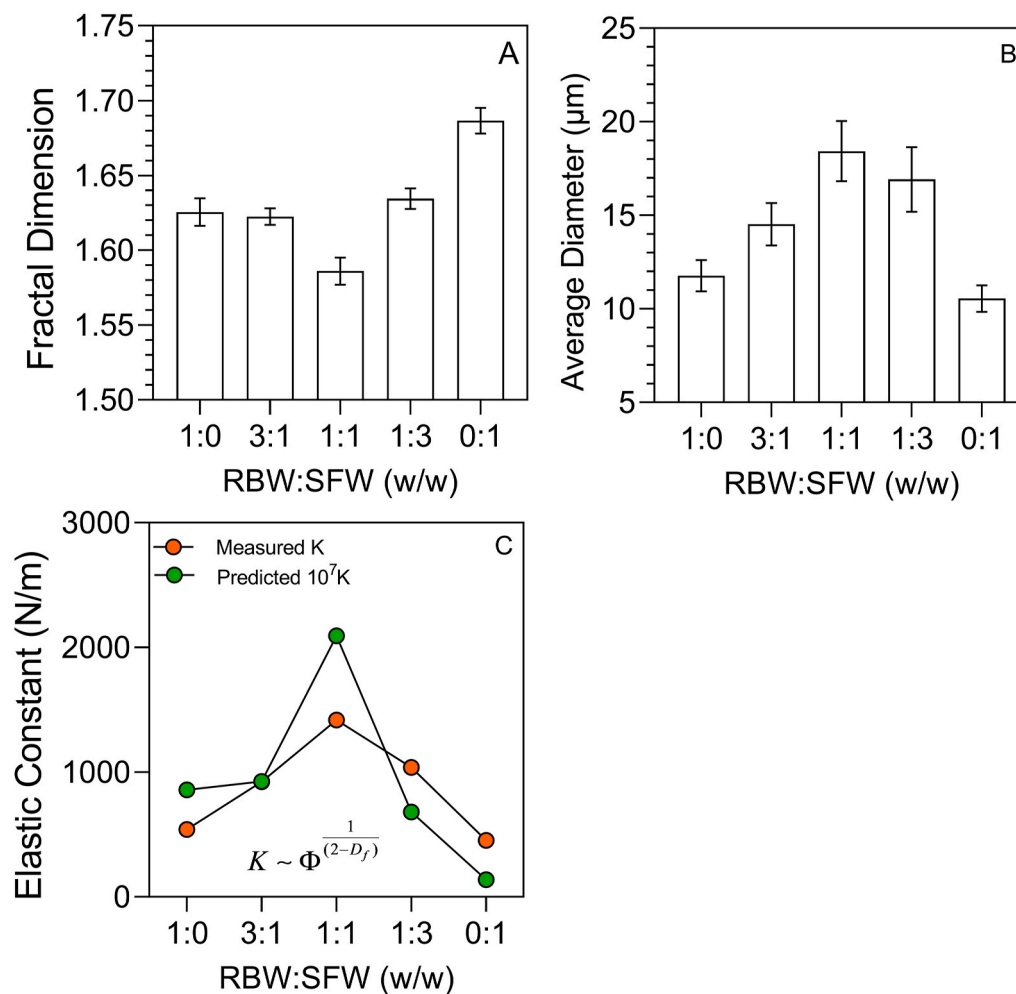 A
Fractal Dimension
1.75
1.70
1.65
1.60
1.55
1.50
1:0 3:1 1:1 1:3 0:1
RBW:SFW (w/w)
B
Average Diameter (μm)
25
20
15
10
5
1:0 3:1 1:1 1:3 0:1
RBW:SFW (w/w)
C
Elastic Constant (N/m)
3000
2000
1000
0
Measured K
Predicted 10⁷K
K ~ Φ^{1/(2−D_f)}
1:0 3:1 1:1 1:3 0:1
RBW:SFW (w/w)